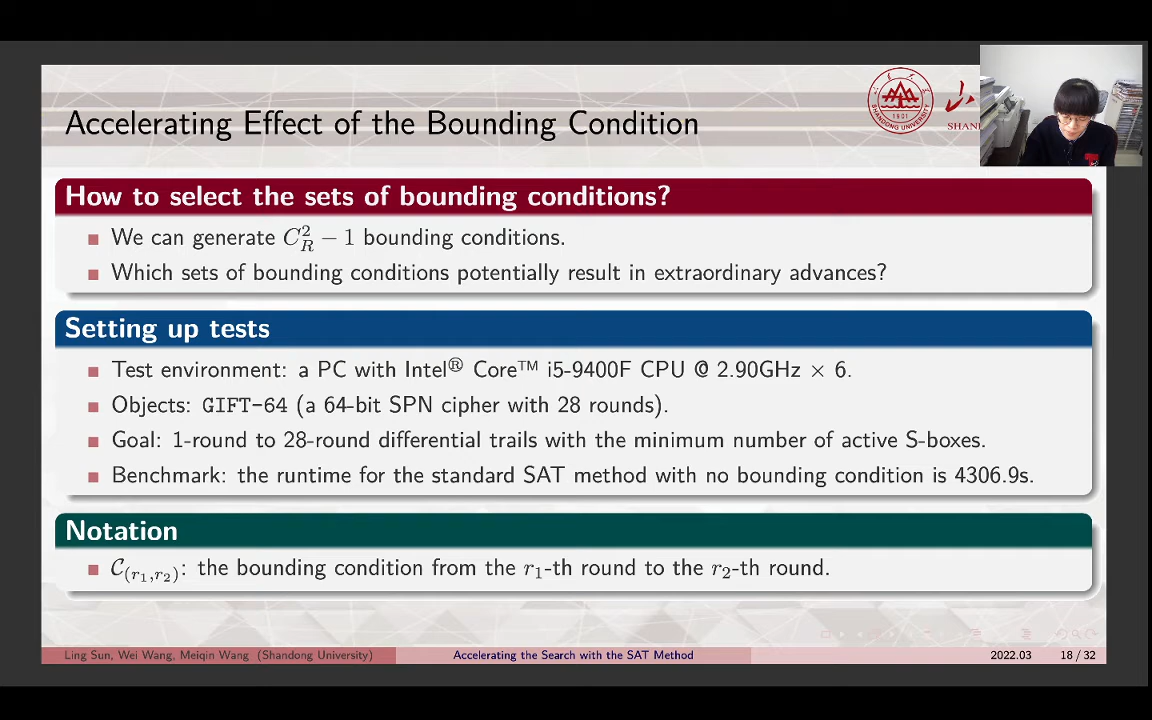 Accelerating Effect of the Bounding Condition
SHANDONG UNIVERSITY
1901
山
SHAN
How to select the sets of bounding conditions?
We can generate C_R^2 − 1 bounding conditions.
Which sets of bounding conditions potentially result in extraordinary advances?
Setting up tests
Test environment: a PC with Intel® Core™ i5-9400F CPU @ 2.90GHz × 6.
Objects: GIFT-64 (a 64-bit SPN cipher with 28 rounds).
Goal: 1-round to 28-round differential trails with the minimum number of active S-boxes.
Benchmark: the runtime for the standard SAT method with no bounding condition is 4306.9s.
Notation
C_(r1,r2): the bounding condition from the r1-th round to the r2-th round.
Ling Sun, Wei Wang, Meiqin Wang (Shandong University)
Accelerating the Search with the SAT Method
2022.03
18 / 32